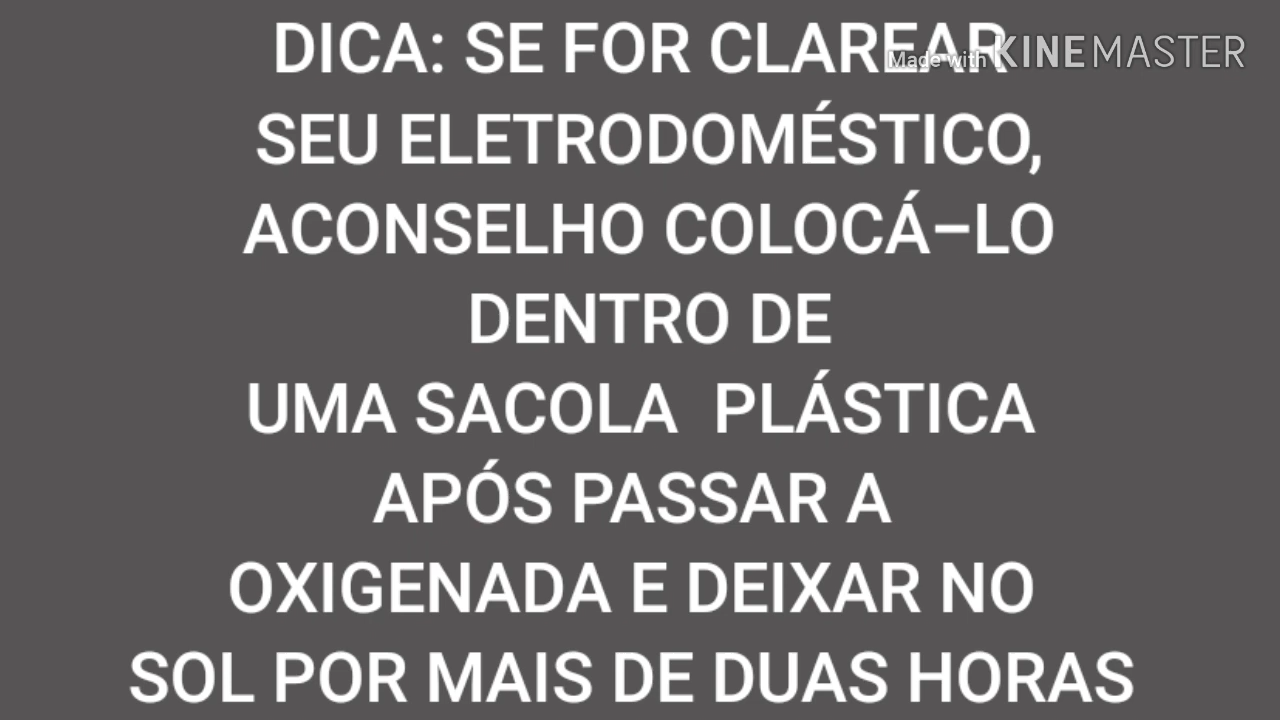 DICA: SE FOR CLAREAR
Made with KINEMASTER
SEU ELETRODOMÉSTICO,
ACONSELHO COLOCÁ–LO
DENTRO DE
UMA SACOLA PLÁSTICA
APÓS PASSAR A
OXIGENADA E DEIXAR NO
SOL POR MAIS DE DUAS HORAS